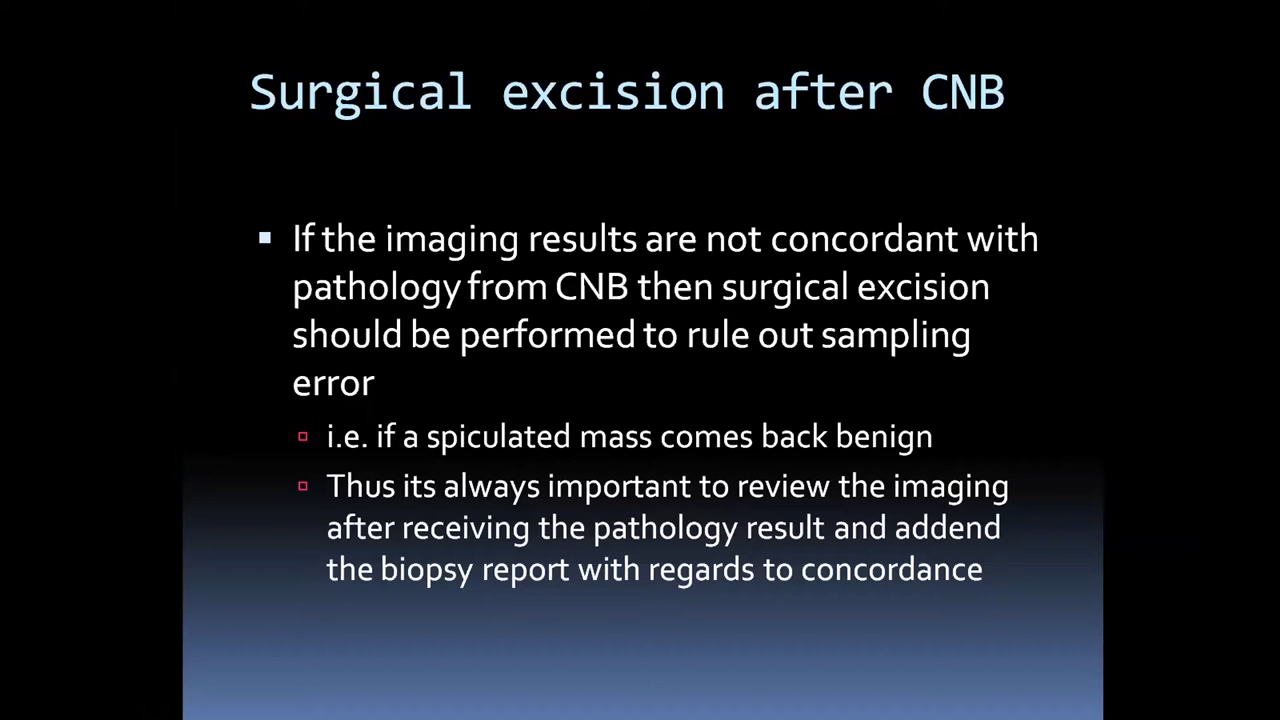 Surgical excision after CNB
If the imaging results are not concordant with
pathology from CNB then surgical excision
should be performed to rule out sampling
error
i.e. if a spiculated mass comes back benign
Thus its always important to review the imaging
after receiving the pathology result and addend
the biopsy report with regards to concordance